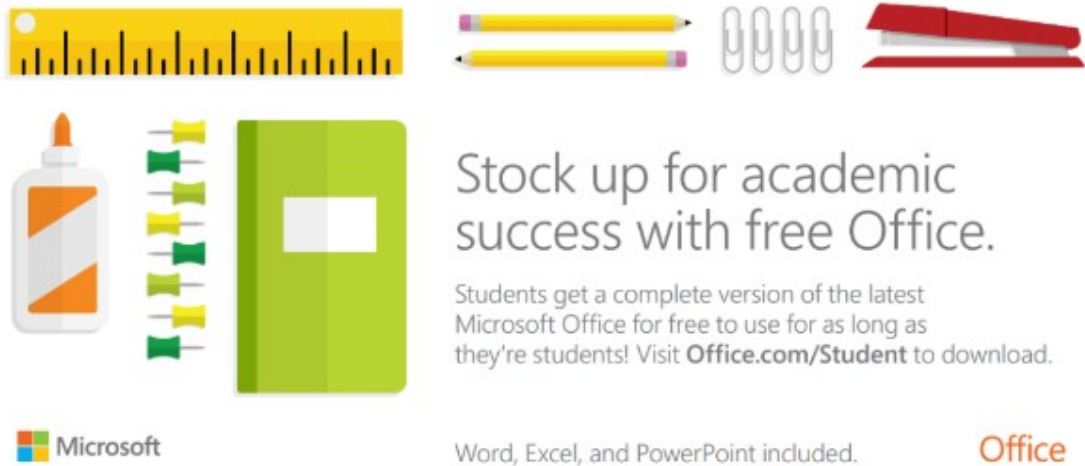 Stock up for academic
success with free Office.
Students get a complete version of the latest
Microsoft Office for free to use for as long as
they're students! Visit Office.com/Student to download.
Microsoft
Word, Excel, and PowerPoint included.
Office